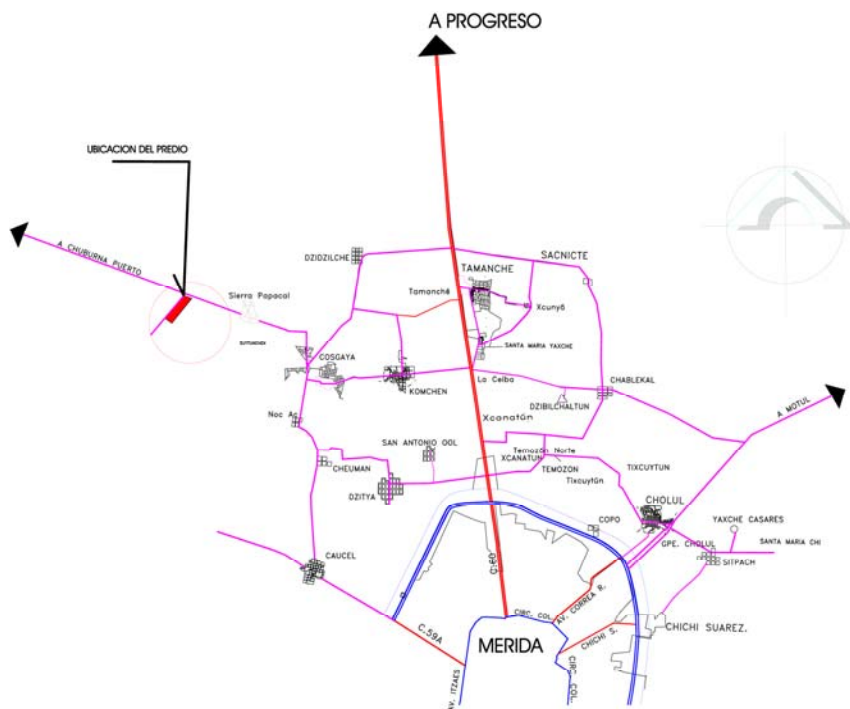 A PROGRESO
UBICACION DEL PREDIO
A CHUBURNA PUERTO
DZIDZILCHE
SACNICTE
TAMANCHE
Tamanché
Sierra Papacal
Xcunyá
SANTA MARIA YAXCHE
COSGAYA
KOMCHEN
La Ceiba
CHABLEKAL
DZIBILCHALTUN
A MOTUL
Noc Ac
Xcanatún
SAN ANTONIO OOL
Temozón Norte
XCANATUN
TEMOZON
TIXCUYTUN
CHEUMAN
Tixcuytún
DZITYA
CHOLUL
COPO
YAXCHE CASARES
SANTA MARIA CHI
GPE. CHOLUL
SITPACH
CAUCEL
C.60
AV. CORREA R.
CIRC. COL.
C.59A
CHICHI S.
CHICHI SUAREZ.
MERIDA
AV. ITZAES
CIRC. COL.